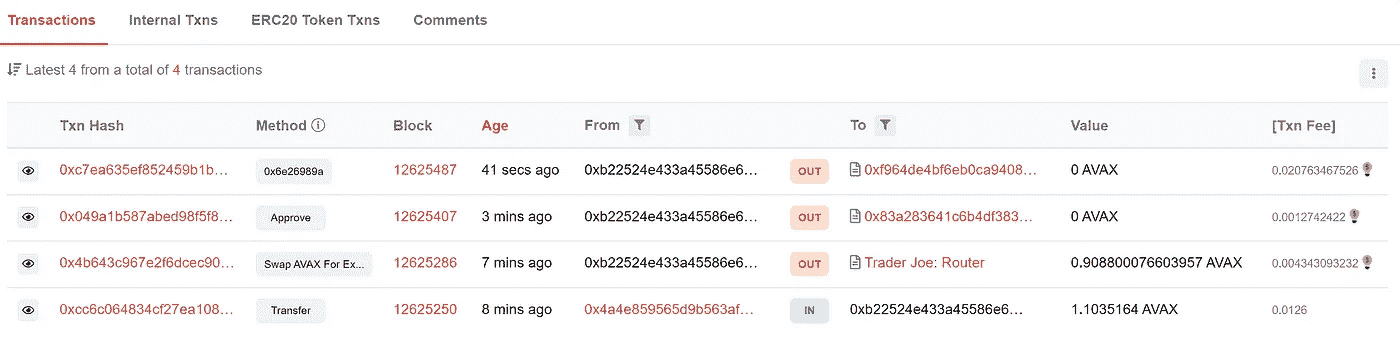 Transactions Internal Txns ERC20 Token Txns Comments
Latest 4 from a total of 4 transactions
Txn Hash Method Block Age From To Value [Txn Fee]
0xc7ea635ef852459b1b... 0x6e26989a 12625487 41 secs ago 0xb22524e433a45586e6... OUT 0xf964de4bf6eb0ca9408... 0 AVAX 0.020763467526
0x049a1b587abed98f5f8... Approve 12625407 3 mins ago 0xb22524e433a45586e6... OUT 0x83a283641c6b4df383... 0 AVAX 0.0012742422
0x4b643c967e2f6dcec90... Swap AVAX For Ex... 12625286 7 mins ago 0xb22524e433a45586e6... OUT Trader Joe: Router 0.908800076603957 AVAX 0.004343093232
0xcc6c064834cf27ea108... Transfer 12625250 8 mins ago 0x4a4e859565d9b563af... IN 0xb22524e433a45586e6... 1.1035164 AVAX 0.0126